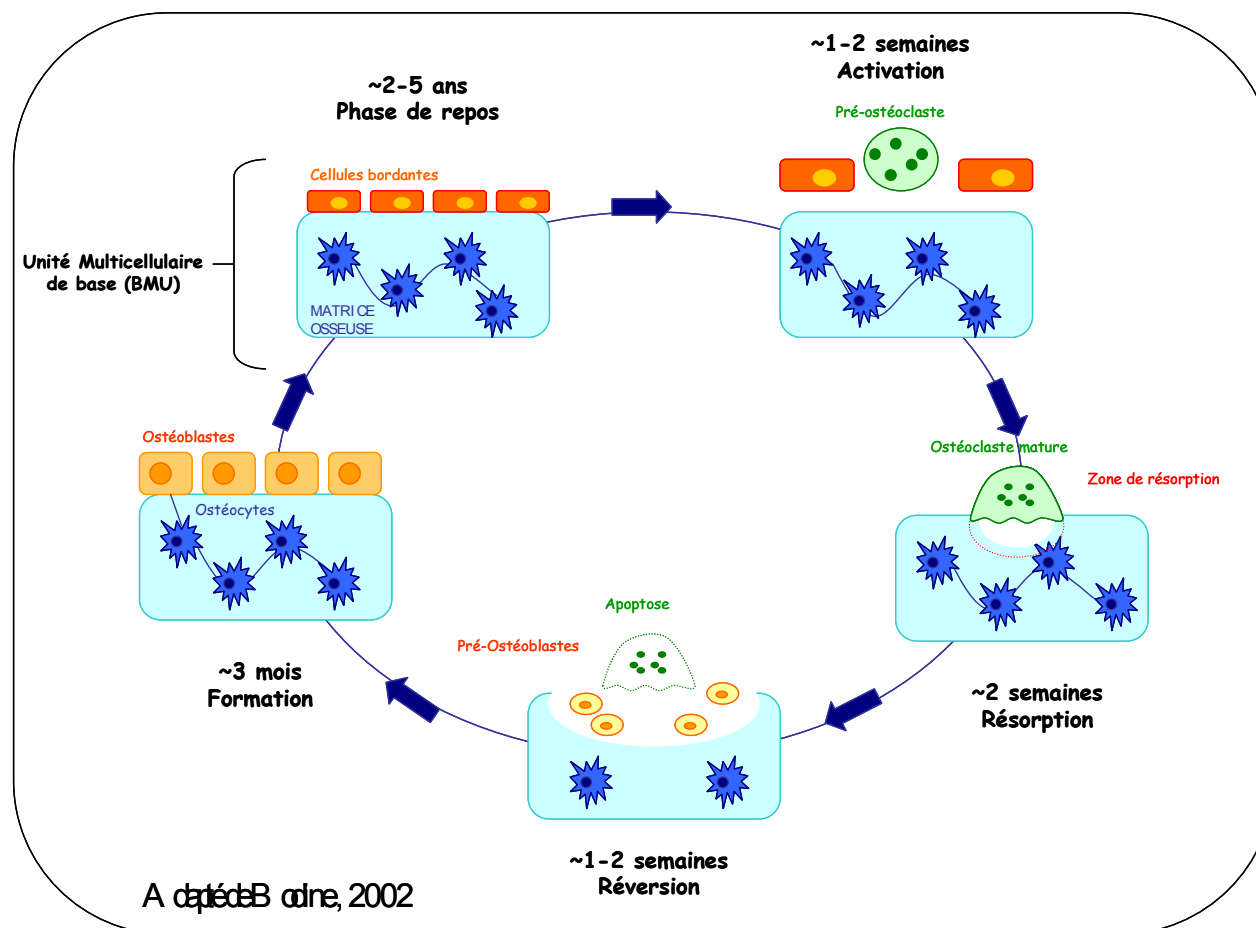 ~1-2 semaines
Activation
~2-5 ans
Phase de repos
Pré-ostéoclaste
Cellules bordantes
Unité Multicellulaire
de base (BMU)
MATRICE
OSSEUSE
Ostéoblastes
Ostéoclaste mature
Zone de résorption
Ostéocytes
Apoptose
Pré-Ostéoblastes
~3 mois
Formation
~2 semaines
Résorption
~1-2 semaines
Réversion
Adapté de Bodine, 2002